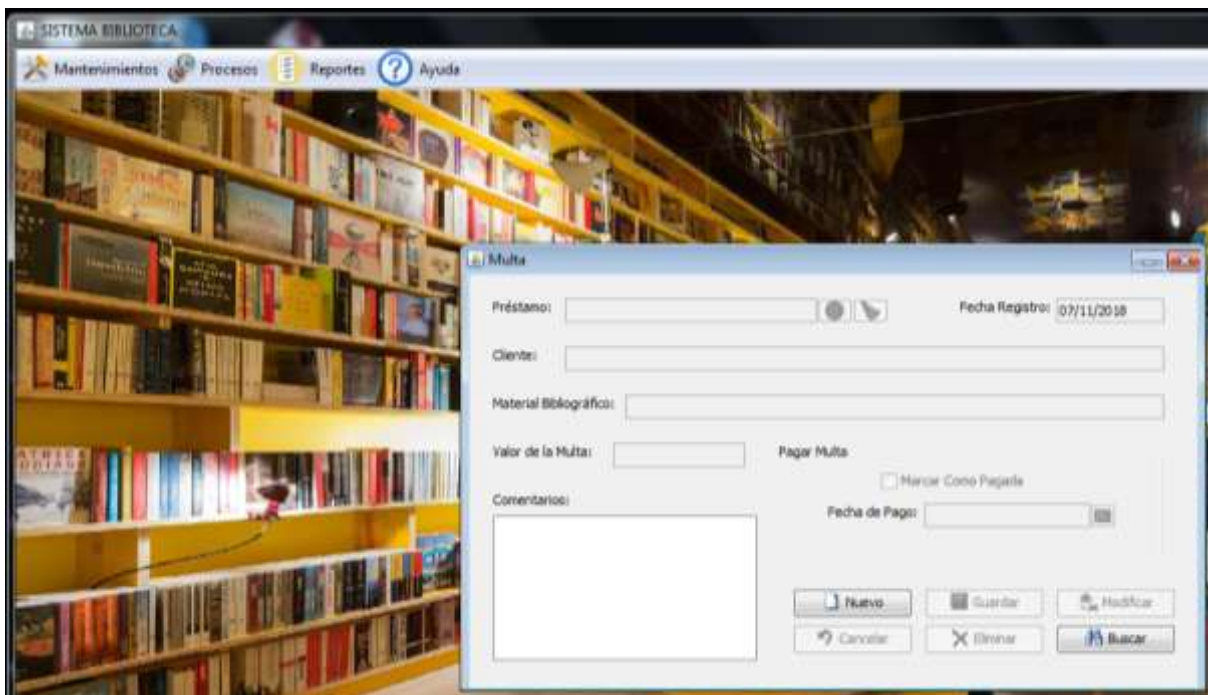 SISTEMA BIBLIOTECA
Mantenimientos Procesos Reportes Ayuda
Multa
Préstamo: Fecha Registro: 07/11/2018
Cliente:
Material Bibliográfico:
Valor de la Multa: Pagar Multa
Marcar Como Pagada
Comentarios: Fecha de Pago:
Nuevo Guardar Modificar
Cancelar Eliminar Buscar